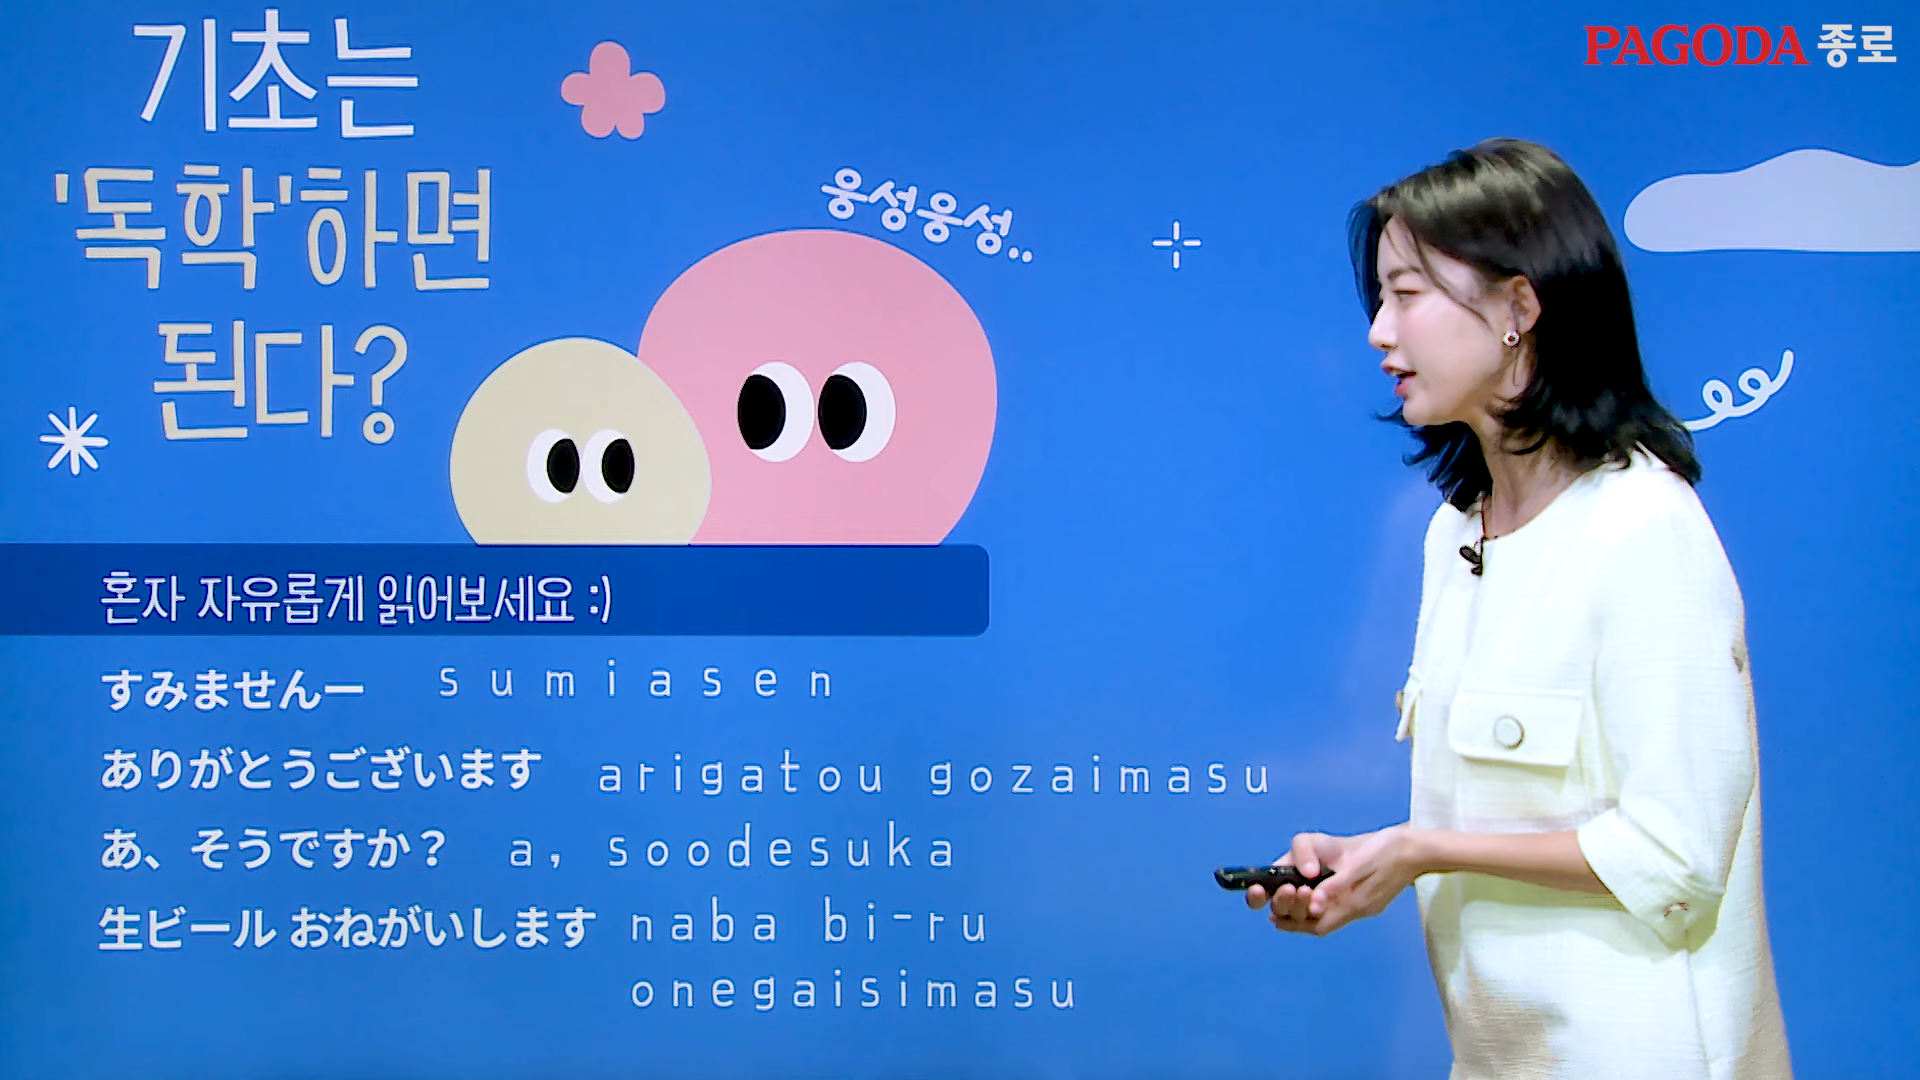 기초는
'독학'하면
된다?
PAGODA 종로
웅성웅성..
혼자 자유롭게 읽어보세요 :)
すみませんー sumiasen
ありがとうございます arigatou gozaimasu
あ、そうですか？ a, soodesuka
生ビール おねがいします naba bi-ru
onegaisimasu